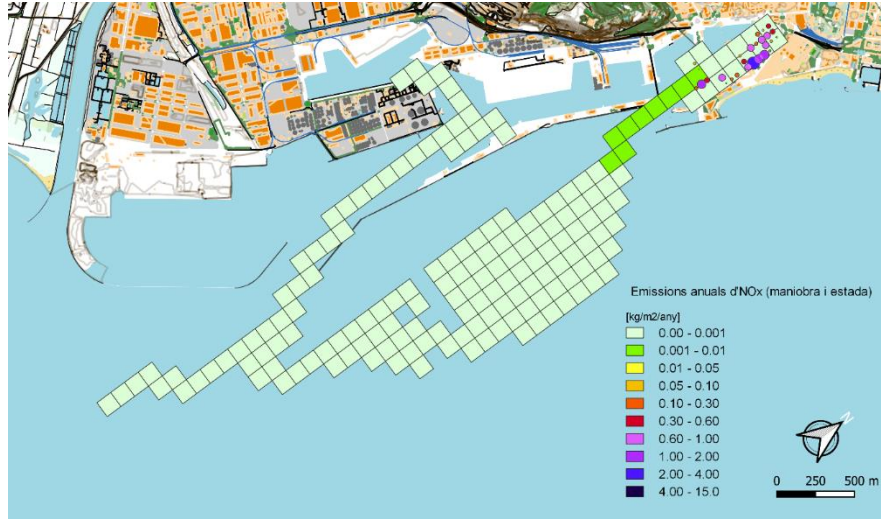 Emissions anuals d'NOx (maniobra i estada)
[kg/m2/any]
0.00 - 0.001
0.001 - 0.01
0.01 - 0.05
0.05 - 0.10
0.10 - 0.30
0.30 - 0.60
0.60 - 1.00
1.00 - 2.00
2.00 - 4.00
4.00 - 15.0
N
0 250 500 m